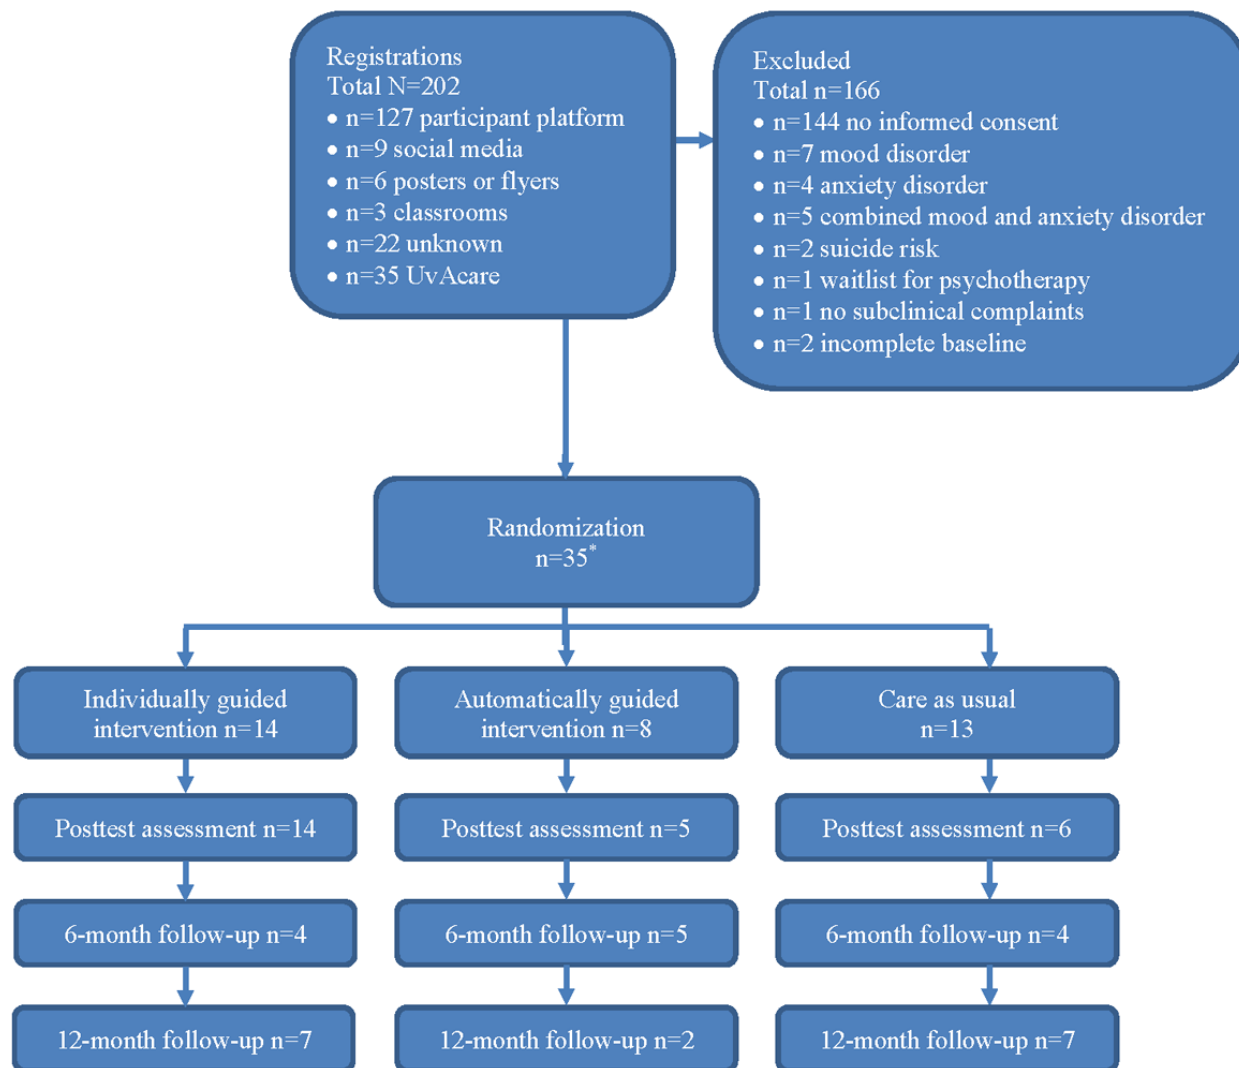 Registrations
Total N=202
• n=127 participant platform
• n=9 social media
• n=6 posters or flyers
• n=3 classrooms
• n=22 unknown
• n=35 UvAcare
Excluded
Total n=166
• n=144 no informed consent
• n=7 mood disorder
• n=4 anxiety disorder
• n=5 combined mood and anxiety disorder
• n=2 suicide risk
• n=1 waitlist for psychotherapy
• n=1 no subclinical complaints
• n=2 incomplete baseline
Randomization
n=35*
Individually guided
intervention n=14
Automatically guided
intervention n=8
Care as usual
n=13
Posttest assessment n=14
Posttest assessment n=5
Posttest assessment n=6
6-month follow-up n=4
6-month follow-up n=5
6-month follow-up n=4
12-month follow-up n=7
12-month follow-up n=2
12-month follow-up n=7